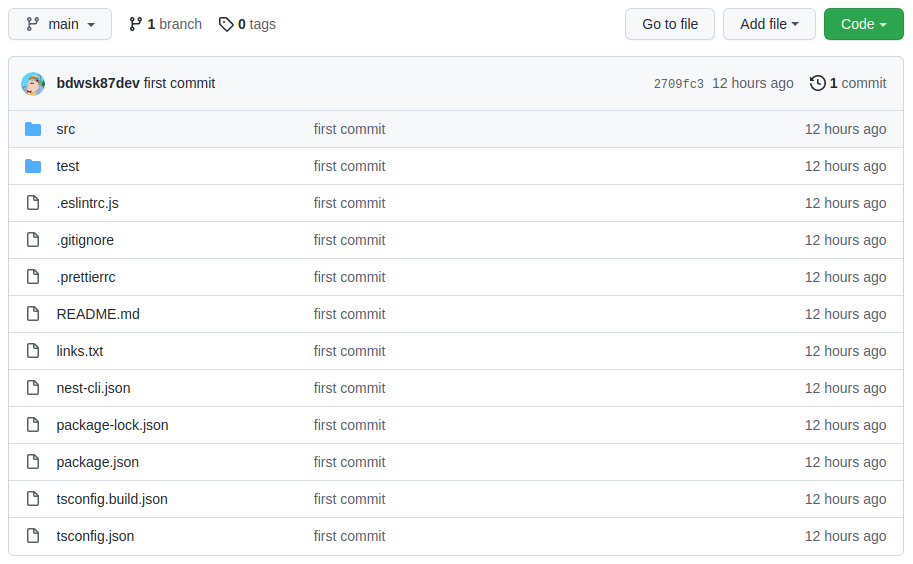 main 1 branch 0 tags Go to file Add file Code
bdwsk87dev first commit 2709fc3 12 hours ago 1 commit
src first commit 12 hours ago
test first commit 12 hours ago
.eslintrc.js first commit 12 hours ago
.gitignore first commit 12 hours ago
.prettierrc first commit 12 hours ago
README.md first commit 12 hours ago
links.txt first commit 12 hours ago
nest-cli.json first commit 12 hours ago
package-lock.json first commit 12 hours ago
package.json first commit 12 hours ago
tsconfig.build.json first commit 12 hours ago
tsconfig.json first commit 12 hours ago